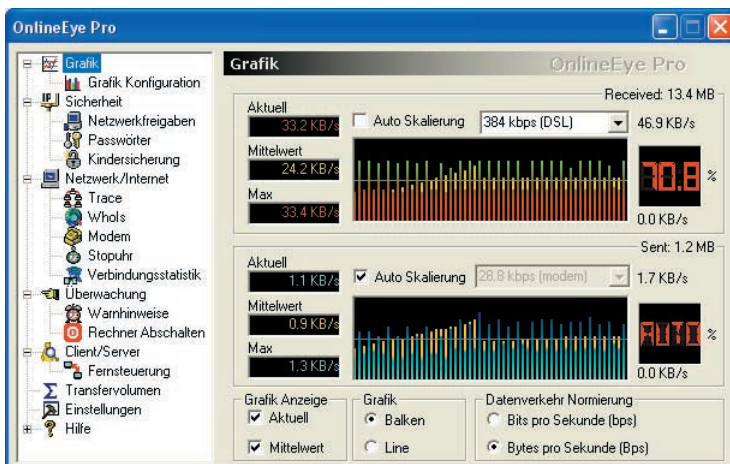 OnlineEye Pro
Grafik
Grafik Konfiguration
Sicherheit
Netzwerkfreigaben
Passwörter
Kindersicherung
Netzwerk/Internet
Trace
WhoIs
Modem
Stopuhr
Verbindungsstatistik
Überwachung
Warnhinweise
Rechner Abschalten
Client/Server
Fernsteuerung
Transfervolumen
Einstellungen
Hilfe
Grafik OnlineEye Pro
Received: 13.4 MB
Aktuell
33.2 KB/s
Auto Skalierung 384 kbps (DSL) 46.9 KB/s
Mittelwert
24.2 KB/s
70.8 %
Max
33.4 KB/s
0.0 KB/s
Sent: 1.2 MB
Aktuell
1.1 KB/s
Auto Skalierung 28.8 kbps (modem) 1.7 KB/s
Mittelwert
0.9 KB/s
AUTO %
Max
1.3 KB/s
0.0 KB/s
Grafik Anzeige
Aktuell
Mittelwert
Grafik
Balken
Line
Datenverkehr Normierung
Bits pro Sekunde (bps)
Bytes pro Sekunde (Bps)